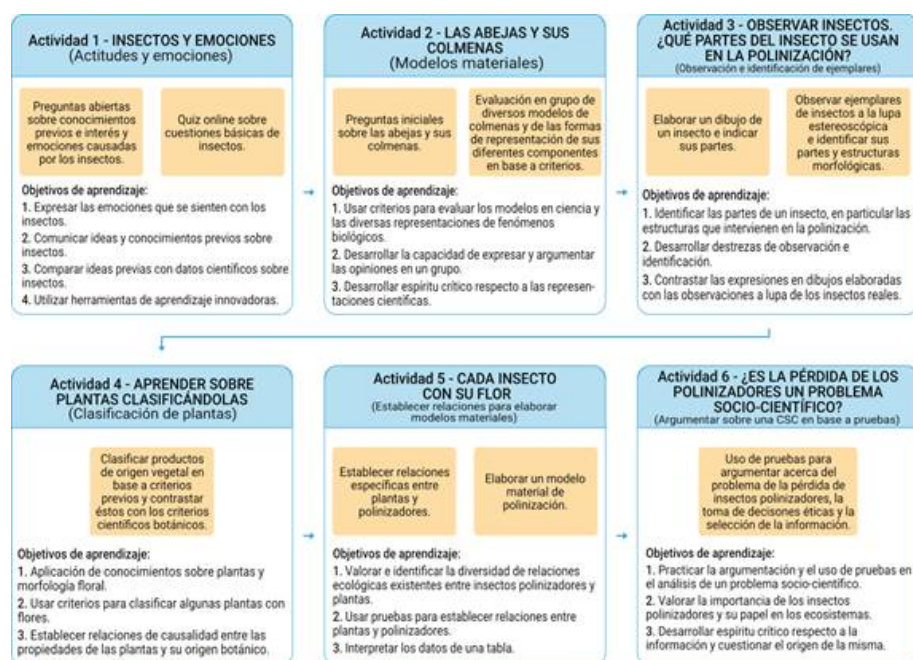 Actividad 1 - INSECTOS Y EMOCIONES
(Actitudes y emociones)
Preguntas abiertas
sobre conocimientos
previos e interés y
emociones causadas
por los insectos.
Quiz online sobre
cuestiones básicas de
insectos.
Objetivos de aprendizaje:
1. Expresar las emociones que se sienten con los
insectos.
2. Comunicar ideas y conocimientos previos sobre
insectos.
3. Comparar ideas previas con datos científicos sobre
insectos.
4. Utilizar herramientas de aprendizaje innovadoras.
Actividad 2 - LAS ABEJAS Y SUS
COLMENAS
(Modelos materiales)
Preguntas iniciales
sobre las abejas y sus
colmenas.
Evaluación en grupo de
diversos modelos de
colmenas y de las formas
de representación de sus
diferentes componentes
en base a criterios.
Objetivos de aprendizaje:
1. Usar criterios para evaluar los modelos en ciencia y
las diversas representaciones de fenómenos
biológicos.
2. Desarrollar la capacidad de expresar y argumentar
las opiniones en un grupo.
3. Desarrollar espíritu crítico respecto a las represen-
taciones científicas.
Actividad 3 - OBSERVAR INSECTOS.
¿QUÉ PARTES DEL INSECTO SE USAN
EN LA POLINIZACIÓN?
(Observación e identificación de ejemplares)
Elaborar un dibujo de
un insecto e indicar
sus partes.
Observar ejemplares
de insectos a la lupa
estereoscópica
e identificar sus
partes y estructuras
morfológicas.
Objetivos de aprendizaje:
1. Identificar las partes de un insecto, en particular las
estructuras que intervienen en la polinización.
2. Desarrollar destrezas de observación e
identificación.
3. Contrastar las expresiones en dibujos elaboradas
con las observaciones a lupa de los insectos reales.
Actividad 4 - APRENDER SOBRE
PLANTAS CLASIFICÁNDOLAS
(Clasificación de plantas)
Clasificar productos
de origen vegetal en
base a criterios
previos y contrastar
éstos con los criterios
científicos botánicos.
Objetivos de aprendizaje:
1. Aplicación de conocimientos sobre plantas y
morfología floral.
2. Usar criterios para clasificar algunas plantas con
flores.
3. Establecer relaciones de causalidad entre las
propiedades de las plantas y su origen botánico.
Actividad 5 - CADA INSECTO
CON SU FLOR
(Establecer relaciones para elaborar
modelos materiales)
Establecer relaciones
específicas entre
plantas y
polinizadores.
Elaborar un modelo
material de
polinización.
Objetivos de aprendizaje:
1. Valorar e identificar la diversidad de relaciones
ecológicas existentes entre insectos polinizadores y
plantas.
2. Usar pruebas para establecer relaciones entre
plantas y polinizadores.
3. Interpretar los datos de una tabla.
Actividad 6 - ¿ES LA PÉRDIDA DE LOS
POLINIZADORES UN PROBLEMA
SOCIO-CIENTÍFICO?
(Argumentar sobre una CSC en base a pruebas)
Uso de pruebas para
argumentar acerca del
problema de la pérdida de
insectos polinizadores, la
toma de decisiones éticas y la
selección de la información.
Objetivos de aprendizaje:
1. Practicar la argumentación y el uso de pruebas en
el análisis de un problema socio-científico.
2. Valorar la importancia de los insectos
polinizadores y su papel en los ecosistemas.
3. Desarrollar espíritu crítico respecto a la
información y cuestionar el origen de la misma.